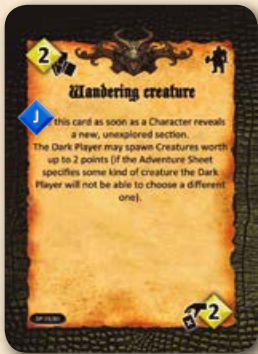 2
Wandering creature
J this card as soon as a Character reveals
a new, unexplored section.
The Dark Player may spawn Creatures worth
up to 2 points (if the Adventure Sheet
specifies some kind of creature the Dark
Player will not be able to choose a different
one).
2